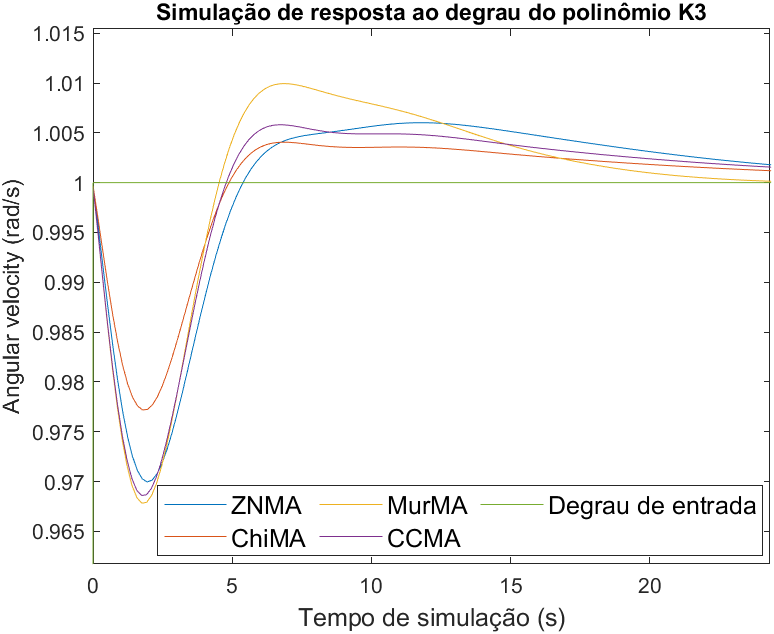 Simulação de resposta ao degrau do polinômio K3
1.015
1.01
1.005
1
0.995
0.99
0.985
0.98
0.975
0.97
0.965
Angular velocity (rad/s)
ZNMA MurMA Degrau de entrada
ChiMA CCMA
0 5 10 15 20
Tempo de simulação (s)